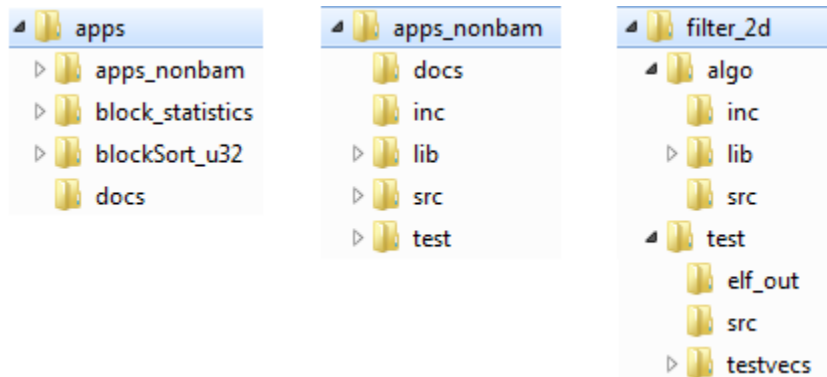 apps
apps_nonbam
block_statistics
blockSort_u32
docs
apps_nonbam
docs
inc
lib
src
test
filter_2d
algo
inc
lib
src
test
elf_out
src
testvecs